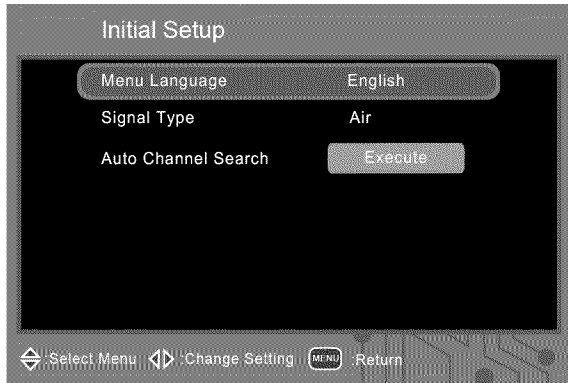 Initial Setup
Menu Language English
Signal Type Air
Auto Channel Search Execute
:Select Menu :Change Setting MENU :Return